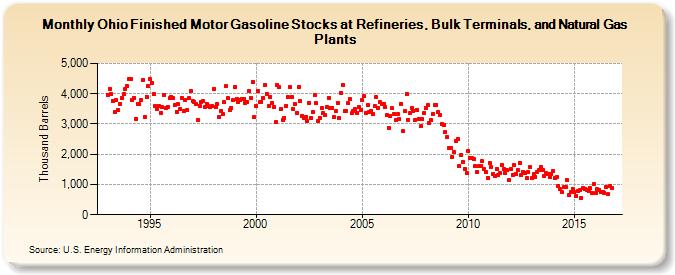 Monthly Ohio Finished Motor Gasoline Stocks at Refineries, Bulk Terminals, and Natural Gas
Plants
Thousand Barrels
5,000
4,000
3,000
2,000
1,000
0
1995
2000
2005
2010
2015
Source: U.S. Energy Information Administration